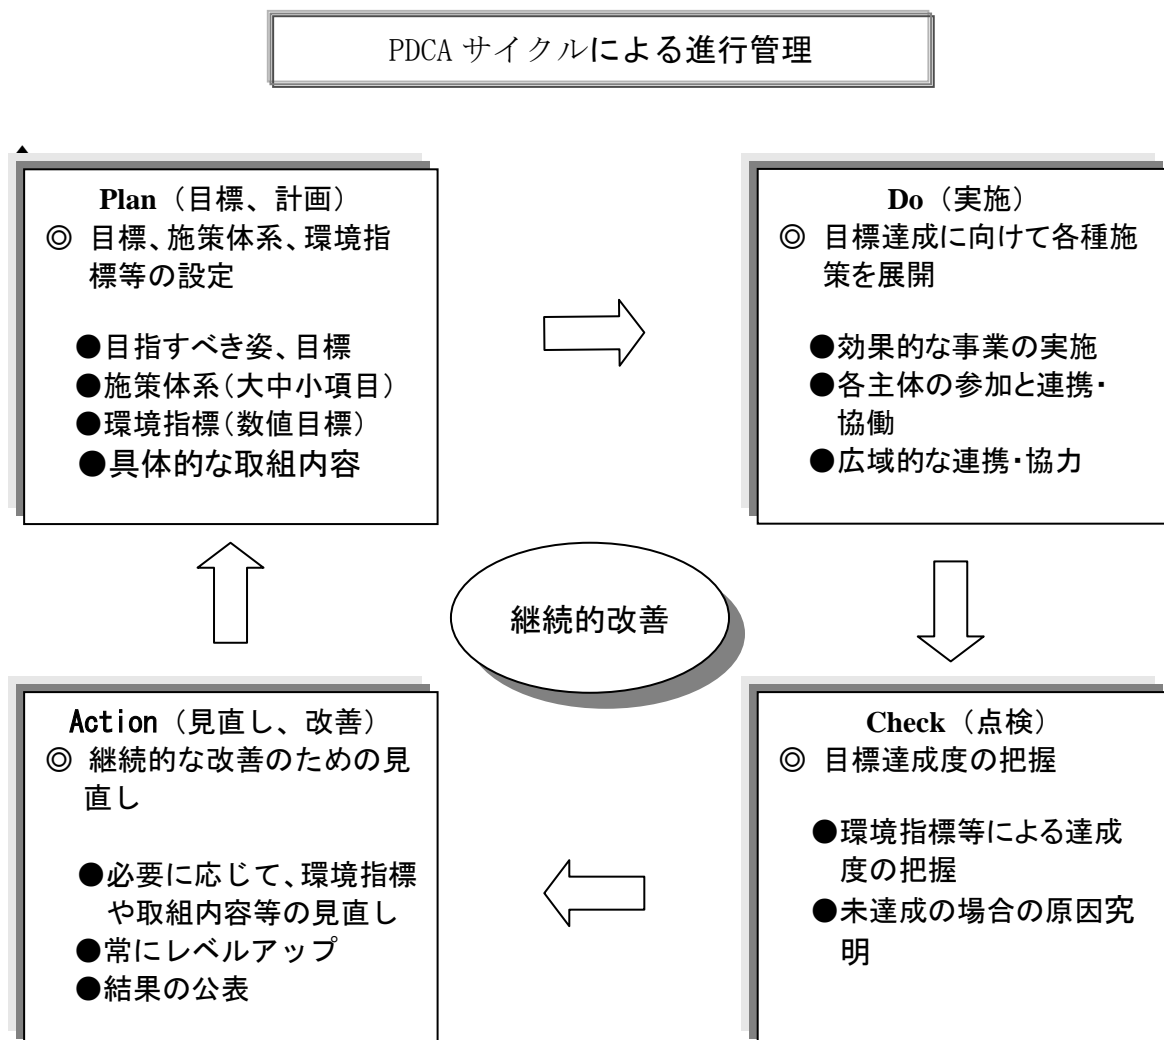 PDCA サイクルによる進行管理
Plan（目標、計画）
◎ 目標、施策体系、環境指
標等の設定
●目指すべき姿、目標
●施策体系（大中小項目）
●環境指標（数値目標）
●具体的な取組内容
Do（実施）
◎ 目標達成に向けて各種施
策を展開
●効果的な事業の実施
●各主体の参加と連携・
協働
●広域的な連携・協力
継続的改善
Action（見直し、改善）
◎ 継続的な改善のための見
直し
●必要に応じて、環境指標
や取組内容等の見直し
●常にレベルアップ
●結果の公表
Check（点検）
◎ 目標達成度の把握
●環境指標等による達成
度の把握
●未達成の場合の原因究
明